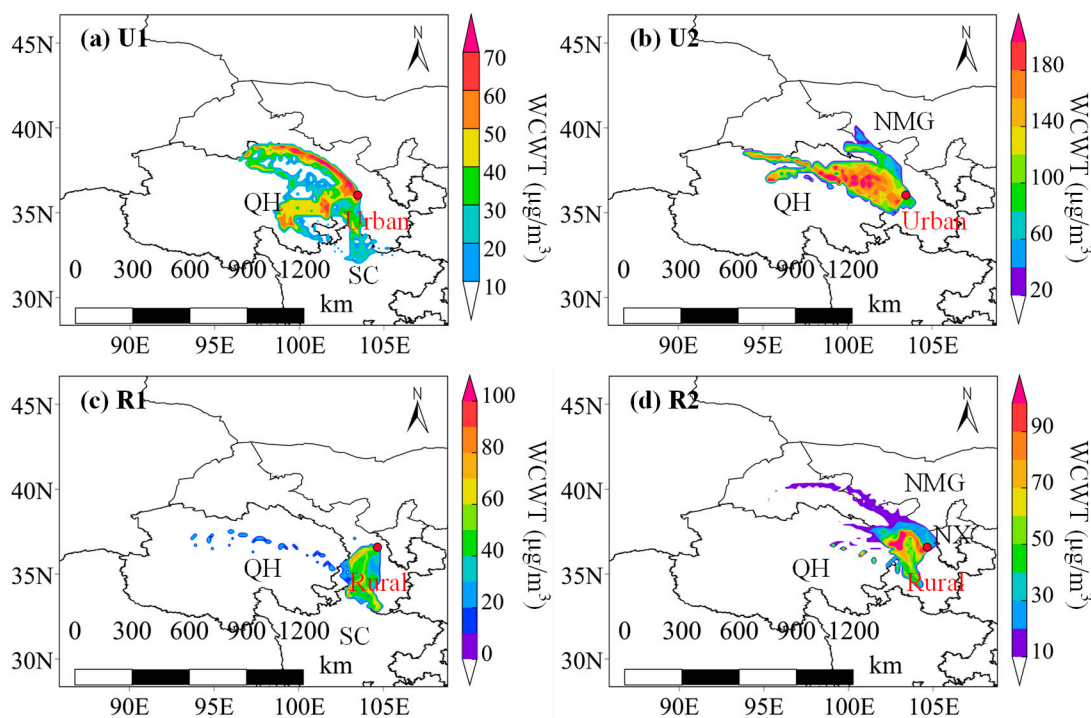 (a) U1
N
45N
40N
35N
30N
QH
Urban
SC
0 300 600 900 1200
km
90E 95E 100E 105E
70
60
50
40
30
20
10
WCWT (μg/m³)
(b) U2
N
45N
40N
35N
30N
NMG
QH
Urban
0 300 600 900 1200
km
90E 95E 100E 105E
180
140
100
60
20
WCWT (μg/m³)
(c) R1
N
45N
40N
35N
30N
QH
Rural
SC
0 300 600 900 1200
km
90E 95E 100E 105E
100
80
60
40
20
0
WCWT (μg/m³)
(d) R2
N
45N
40N
35N
30N
NMG
NX
QH
Rural
0 300 600 900 1200
km
90E 95E 100E 105E
90
70
50
30
10
WCWT (μg/m³)